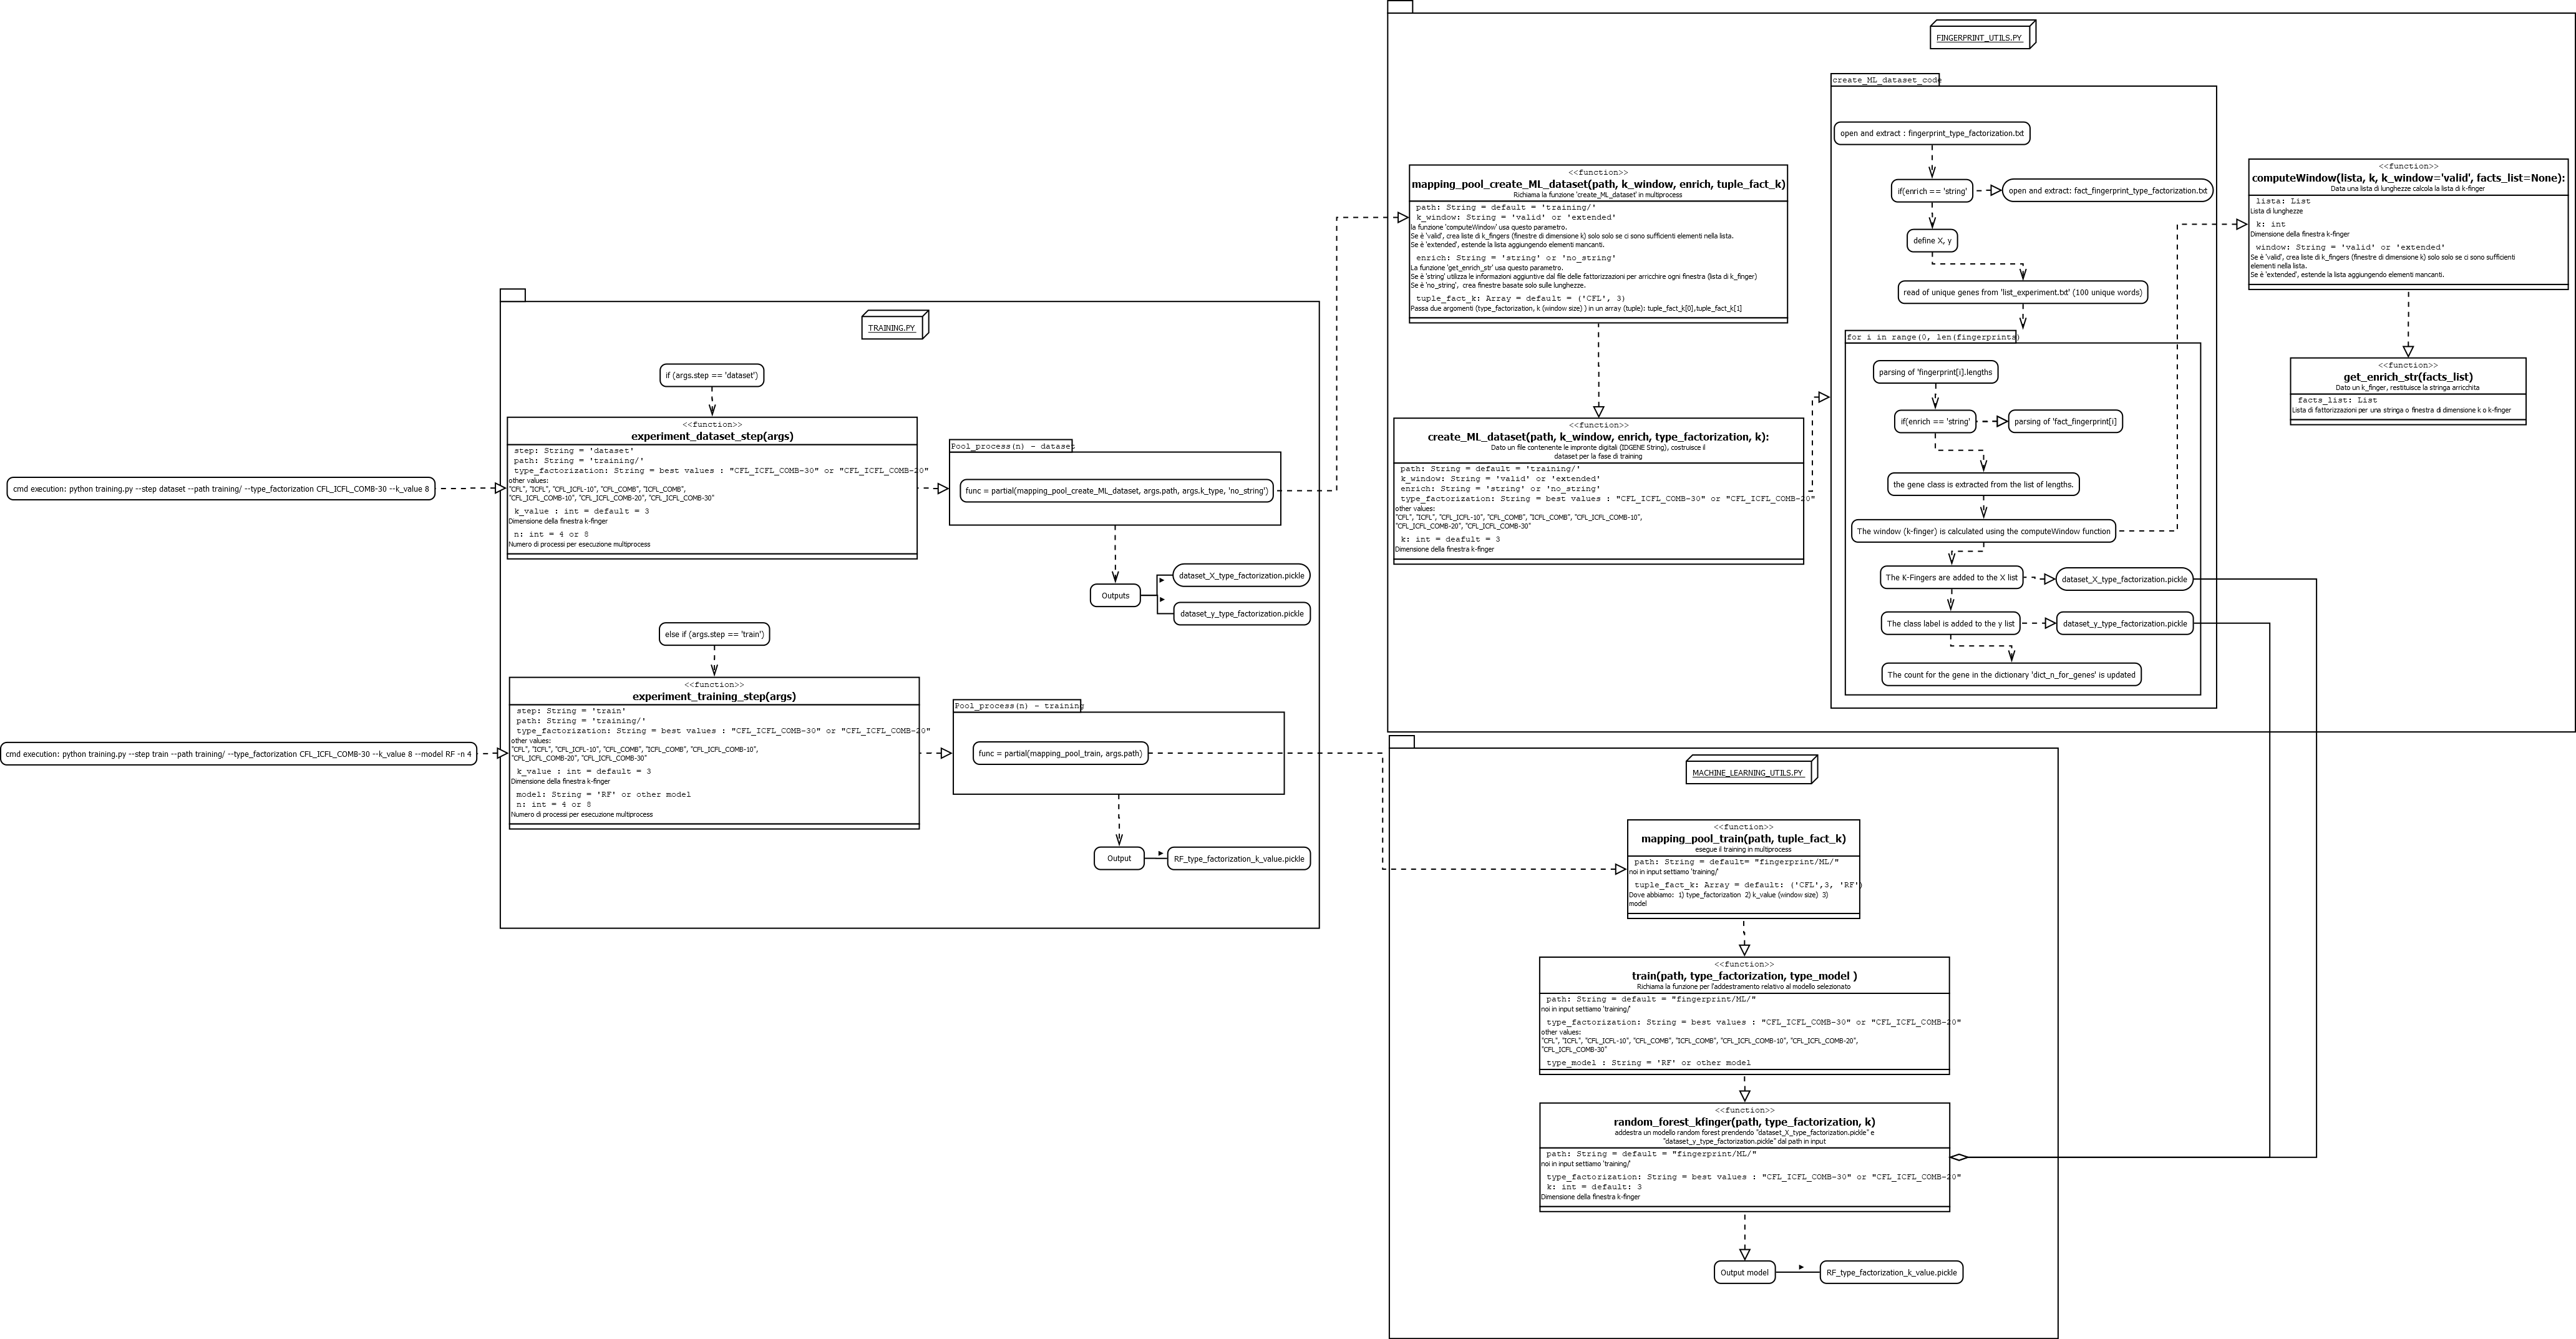 cmd execution: python training.py --step dataset --path training/ --type_factorization CFL_ICFL_COMB-30 --k_value 8
cmd execution: python training.py --step train --path training/ --type_factorization CFL_ICFL_COMB-30 --k_value 8 --model RF -n 4
TRAINING.PY
if (args.step == 'dataset')
<<function>>
experiment_dataset_step(args)
step: String = 'dataset'
path: String = 'training/'
type_factorization: String = best values : "CFL_ICFL_COMB-30" or "CFL_ICFL_COMB-20"
other values:
"CFL", "ICFL", "CFL_ICFL-10", "CFL_COMB", "ICFL_COMB",
"CFL_ICFL_COMB-10", "CFL_ICFL_COMB-20", "CFL_ICFL_COMB-30"
k_value : int = default = 3
Dimensione della finestra k-finger
n: int = 4 or 8
Numero di processi per esecuzione multiprocess
Pool_process(n) - dataset
func = partial(mapping_pool_create_ML_dataset, args.path, args.k_type, 'no_string')
Outputs
dataset_X_type_factorization.pickle
dataset_y_type_factorization.pickle
else if (args.step == 'train')
<<function>>
experiment_training_step(args)
step: String = 'train'
path: String = 'training/'
type_factorization: String = best values : "CFL_ICFL_COMB-30" or "CFL_ICFL_COMB-20"
other values:
"CFL", "ICFL", "CFL_ICFL-10", "CFL_COMB", "ICFL_COMB", "CFL_ICFL_COMB-10",
"CFL_ICFL_COMB-20", "CFL_ICFL_COMB-30"
k_value : int = default = 3
Dimensione della finestra k-finger
model: String = 'RF' or other model
n: int = 4 or 8
Numero di processi per esecuzione multiprocess
Pool_process(n) - training
func = partial(mapping_pool_train, args.path)
Output
RF_type_factorization_k_value.pickle
FINGERPRINT_UTILS.PY
<<function>>
mapping_pool_create_ML_dataset(path, k_window, enrich, tuple_fact_k)
Richiama la funzione 'create_ML_dataset' in multiprocess
path: String = default = 'training/'
k_window: String = 'valid' or 'extended'
la funzione 'computeWindow' usa questo parametro.
Se è 'valid', crea liste di k_fingers (finestre di dimensione k) solo solo se ci sono sufficienti elementi nella lista.
Se è 'extended', estende la lista aggiungendo elementi mancanti.
enrich: String = 'string' or 'no_string'
La funzione 'get_enrich_str' usa questo parametro.
Se è 'string' utilizza le informazioni aggiuntive dal file delle fattorizzazioni per arricchire ogni finestra (lista di k_finger)
Se è 'no_string', crea finestre basate solo sulle lunghezze.
tuple_fact_k: Array = default = ('CFL', 3)
Passa due argomenti (type_factorization, k (window size) ) in un array (tuple): tuple_fact_k[0],tuple_fact_k[1]
<<function>>
create_ML_dataset(path, k_window, enrich, type_factorization, k):
Dato un file contenente le impronte digitali (IDGENE String), costruisce il
dataset per la fase di training
path: String = default = 'training/'
k_window: String = 'valid' or 'extended'
enrich: String = 'string' or 'no_string'
type_factorization: String = best values : "CFL_ICFL_COMB-30" or "CFL_ICFL_COMB-20"
other values:
"CFL", "ICFL", "CFL_ICFL-10", "CFL_COMB", "ICFL_COMB", "CFL_ICFL_COMB-10",
"CFL_ICFL_COMB-20", "CFL_ICFL_COMB-30"
k: int = deafult = 3
Dimensione della finestra k-finger
create_ML_dataset_code
open and extract : fingerprint_type_factorization.txt
if(enrich == 'string'
open and extract: fact_fingerprint_type_factorization.txt
define X, y
read of unique genes from 'list_experiment.txt' (100 unique words)
for i in range(0, len(fingerprints)
parsing of 'fingerprint[i].lengths
if(enrich == 'string'
parsing of 'fact_fingerprint[i]
the gene class is extracted from the list of lengths.
The window (k-finger) is calculated using the computeWindow function
The K-Fingers are added to the X list
dataset_X_type_factorization.pickle
The class label is added to the y list
dataset_y_type_factorization.pickle
The count for the gene in the dictionary 'dict_n_for_genes' is updated
<<function>>
computeWindow(lista, k, k_window='valid', facts_list=None):
Data una lista di lunghezze calcola la lista di k-finger
lista: List
Lista di lunghezze
k: int
Dimensione della finestra k-finger
window: String = 'valid' or 'extended'
Se è 'valid', crea liste di k_fingers (finestre di dimensione k) solo solo se ci sono sufficienti
elementi nella lista.
Se è 'extended', estende la lista aggiungendo elementi mancanti.
<<function>>
get_enrich_str(facts_list)
Dato un k_finger, restituisce la stringa arricchita
facts_list: List
Lista di fattorizzazioni per una stringa o finestra di dimensione k o k-finger
MACHINE_LEARNING_UTILS.PY
<<function>>
mapping_pool_train(path, tuple_fact_k)
esegue il training in multiprocess
path: String = default= "fingerprint/ML/"
noi in input settiamo 'training/'
tuple_fact_k: Array = default: ('CFL',3, 'RF')
Dove abbiamo: 1) type_factorization 2) k_value (window size) 3)
model
<<function>>
train(path, type_factorization, type_model )
Richiama la funzione per l'addestramento relativo al modello selezionato
path: String = default = "fingerprint/ML/"
noi in input settiamo 'training/'
type_factorization: String = best values : "CFL_ICFL_COMB-30" or "CFL_ICFL_COMB-20"
other values:
"CFL", "ICFL", "CFL_ICFL-10", "CFL_COMB", "ICFL_COMB", "CFL_ICFL_COMB-10", "CFL_ICFL_COMB-20",
"CFL_ICFL_COMB-30"
type_model : String = 'RF' or other model
<<function>>
random_forest_kfinger(path, type_factorization, k)
addestra un modello random forest prendendo "dataset_X_type_factorization.pickle" e
"dataset_y_type_factorization.pickle" dal path in input
path: String = default = "fingerprint/ML/"
noi in input settiamo 'training/'
type_factorization: String = best values : "CFL_ICFL_COMB-30" or "CFL_ICFL_COMB-20"
k: int = default: 3
Dimensione della finestra k-finger
Output model
RF_type_factorization_k_value.pickle